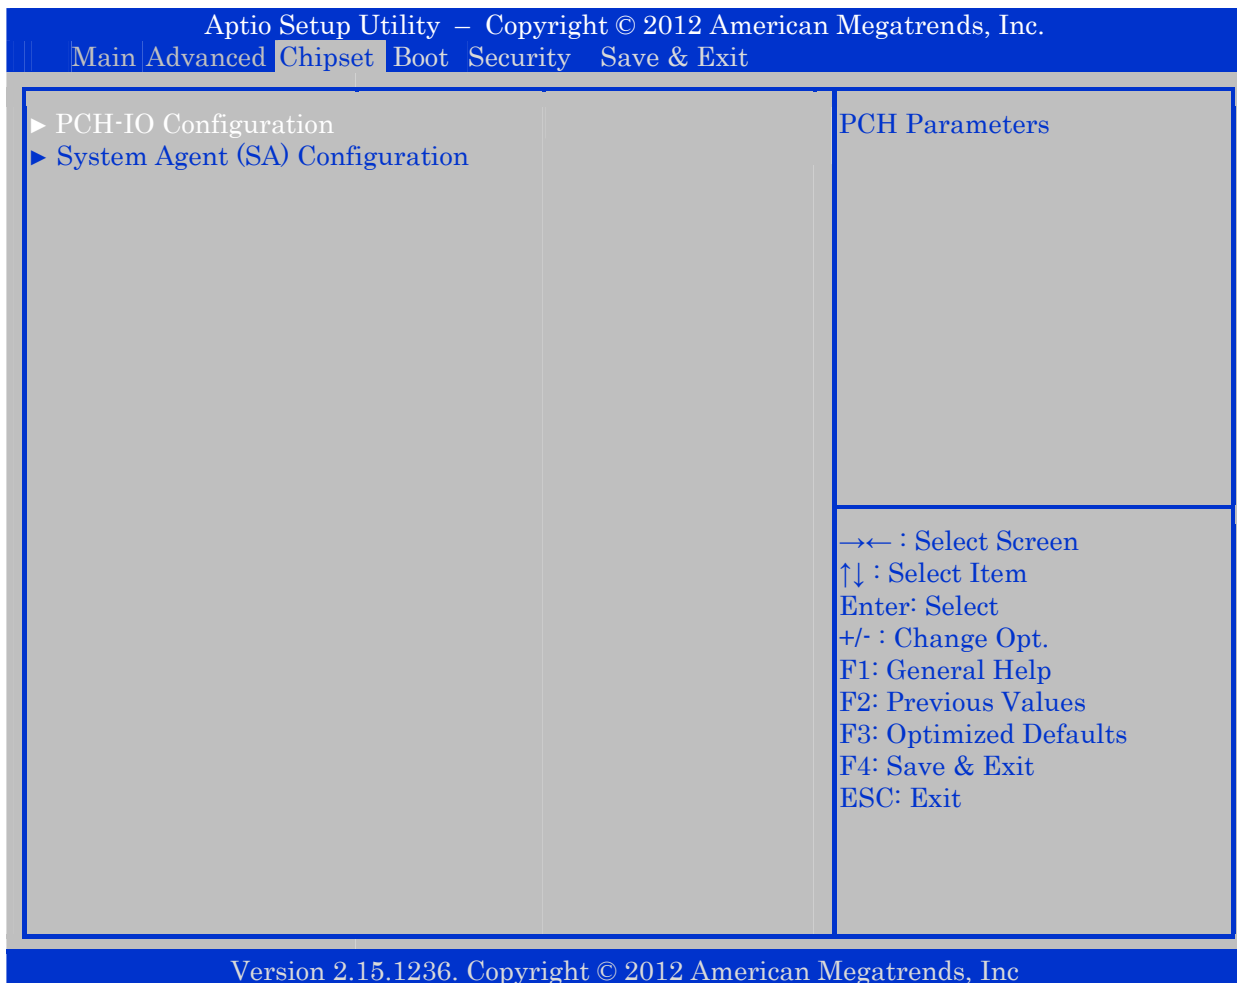 Aptio Setup Utility – Copyright © 2012 American Megatrends, Inc.
Main Advanced Chipset Boot Security Save & Exit
► PCH-IO Configuration
► System Agent (SA) Configuration
PCH Parameters
→← : Select Screen
↑↓ : Select Item
Enter: Select
+/- : Change Opt.
F1: General Help
F2: Previous Values
F3: Optimized Defaults
F4: Save & Exit
ESC: Exit
Version 2.15.1236. Copyright © 2012 American Megatrends, Inc